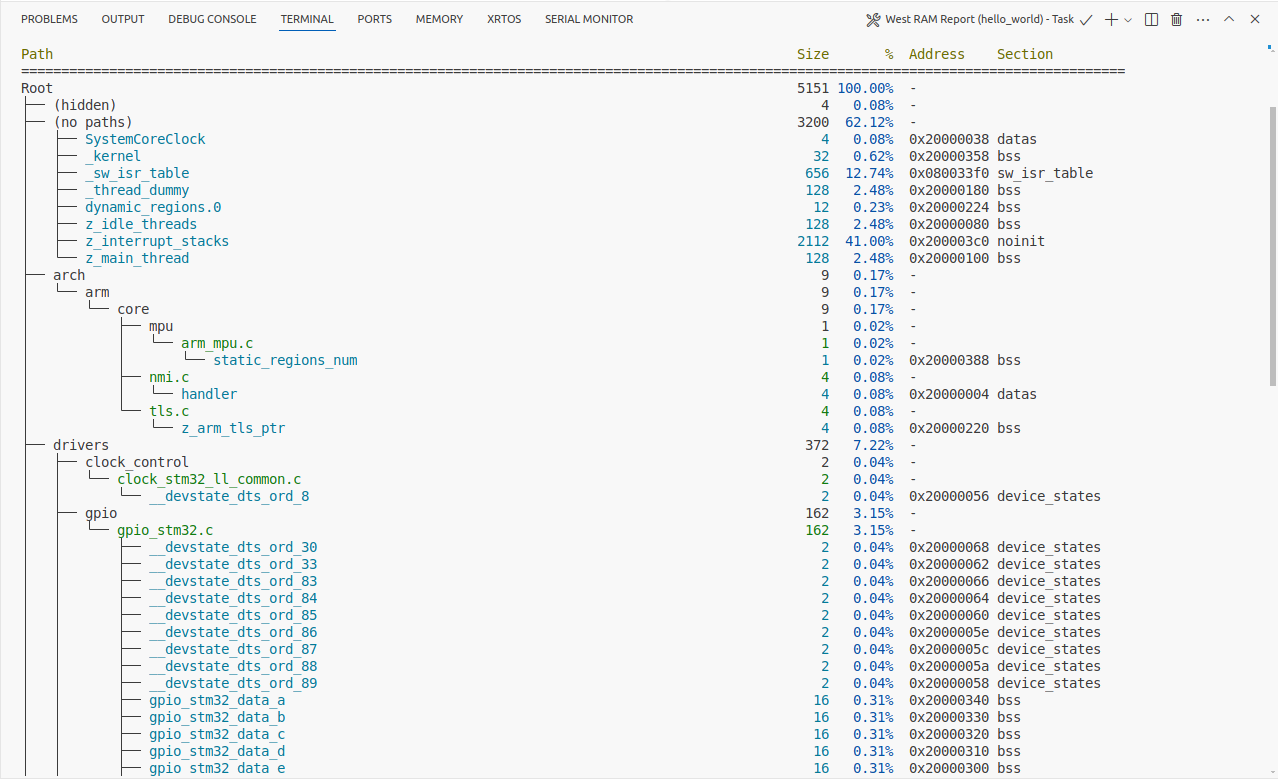 PROBLEMS OUTPUT DEBUG CONSOLE TERMINAL PORTS MEMORY XRTOS SERIAL MONITOR West RAM Report (hello_world) - Task
Path Size % Address Section
==========================================================================================================================================
Root 5151 100.00% -
├── (hidden) 4 0.08% -
├── (no paths) 3200 62.12% -
│   ├── SystemCoreClock 4 0.08% 0x20000038 datas
│   ├── _kernel 32 0.62% 0x20000358 bss
│   ├── _sw_isr_table 656 12.74% 0x080033f0 sw_isr_table
│   ├── _thread_dummy 128 2.48% 0x20000180 bss
│   ├── dynamic_regions.0 12 0.23% 0x20000224 bss
│   ├── z_idle_threads 128 2.48% 0x20000080 bss
│   ├── z_interrupt_stacks 2112 41.00% 0x200003c0 noinit
│   └── z_main_thread 128 2.48% 0x20000100 bss
├── arch 9 0.17% -
│   └── arm 9 0.17% -
│       └── core 9 0.17% -
│           ├── mpu 1 0.02% -
│           │   └── arm_mpu.c 1 0.02% -
│           │       └── static_regions_num 1 0.02% 0x20000388 bss
│           ├── nmi.c 4 0.08% -
│           │   └── handler 4 0.08% 0x20000004 datas
│           └── tls.c 4 0.08% -
│               └── z_arm_tls_ptr 4 0.08% 0x20000220 bss
├── drivers 372 7.22% -
│   ├── clock_control 2 0.04% -
│   │   └── clock_stm32_ll_common.c 2 0.04% -
│   │       └── __devstate_dts_ord_8 2 0.04% 0x20000056 device_states
│   ├── gpio 162 3.15% -
│   │   └── gpio_stm32.c 162 3.15% -
│   │       ├── __devstate_dts_ord_30 2 0.04% 0x20000068 device_states
│   │       ├── __devstate_dts_ord_33 2 0.04% 0x20000062 device_states
│   │       ├── __devstate_dts_ord_83 2 0.04% 0x20000066 device_states
│   │       ├── __devstate_dts_ord_84 2 0.04% 0x20000064 device_states
│   │       ├── __devstate_dts_ord_85 2 0.04% 0x20000060 device_states
│   │       ├── __devstate_dts_ord_86 2 0.04% 0x2000005e device_states
│   │       ├── __devstate_dts_ord_87 2 0.04% 0x2000005c device_states
│   │       ├── __devstate_dts_ord_88 2 0.04% 0x2000005a device_states
│   │       ├── __devstate_dts_ord_89 2 0.04% 0x20000058 device_states
│   │       ├── gpio_stm32_data_a 16 0.31% 0x20000340 bss
│   │       ├── gpio_stm32_data_b 16 0.31% 0x20000330 bss
│   │       ├── gpio_stm32_data_c 16 0.31% 0x20000320 bss
│   │       ├── gpio_stm32_data_d 16 0.31% 0x20000310 bss
│   │       ├── gpio_stm32_data_e 16 0.31% 0x20000300 bss